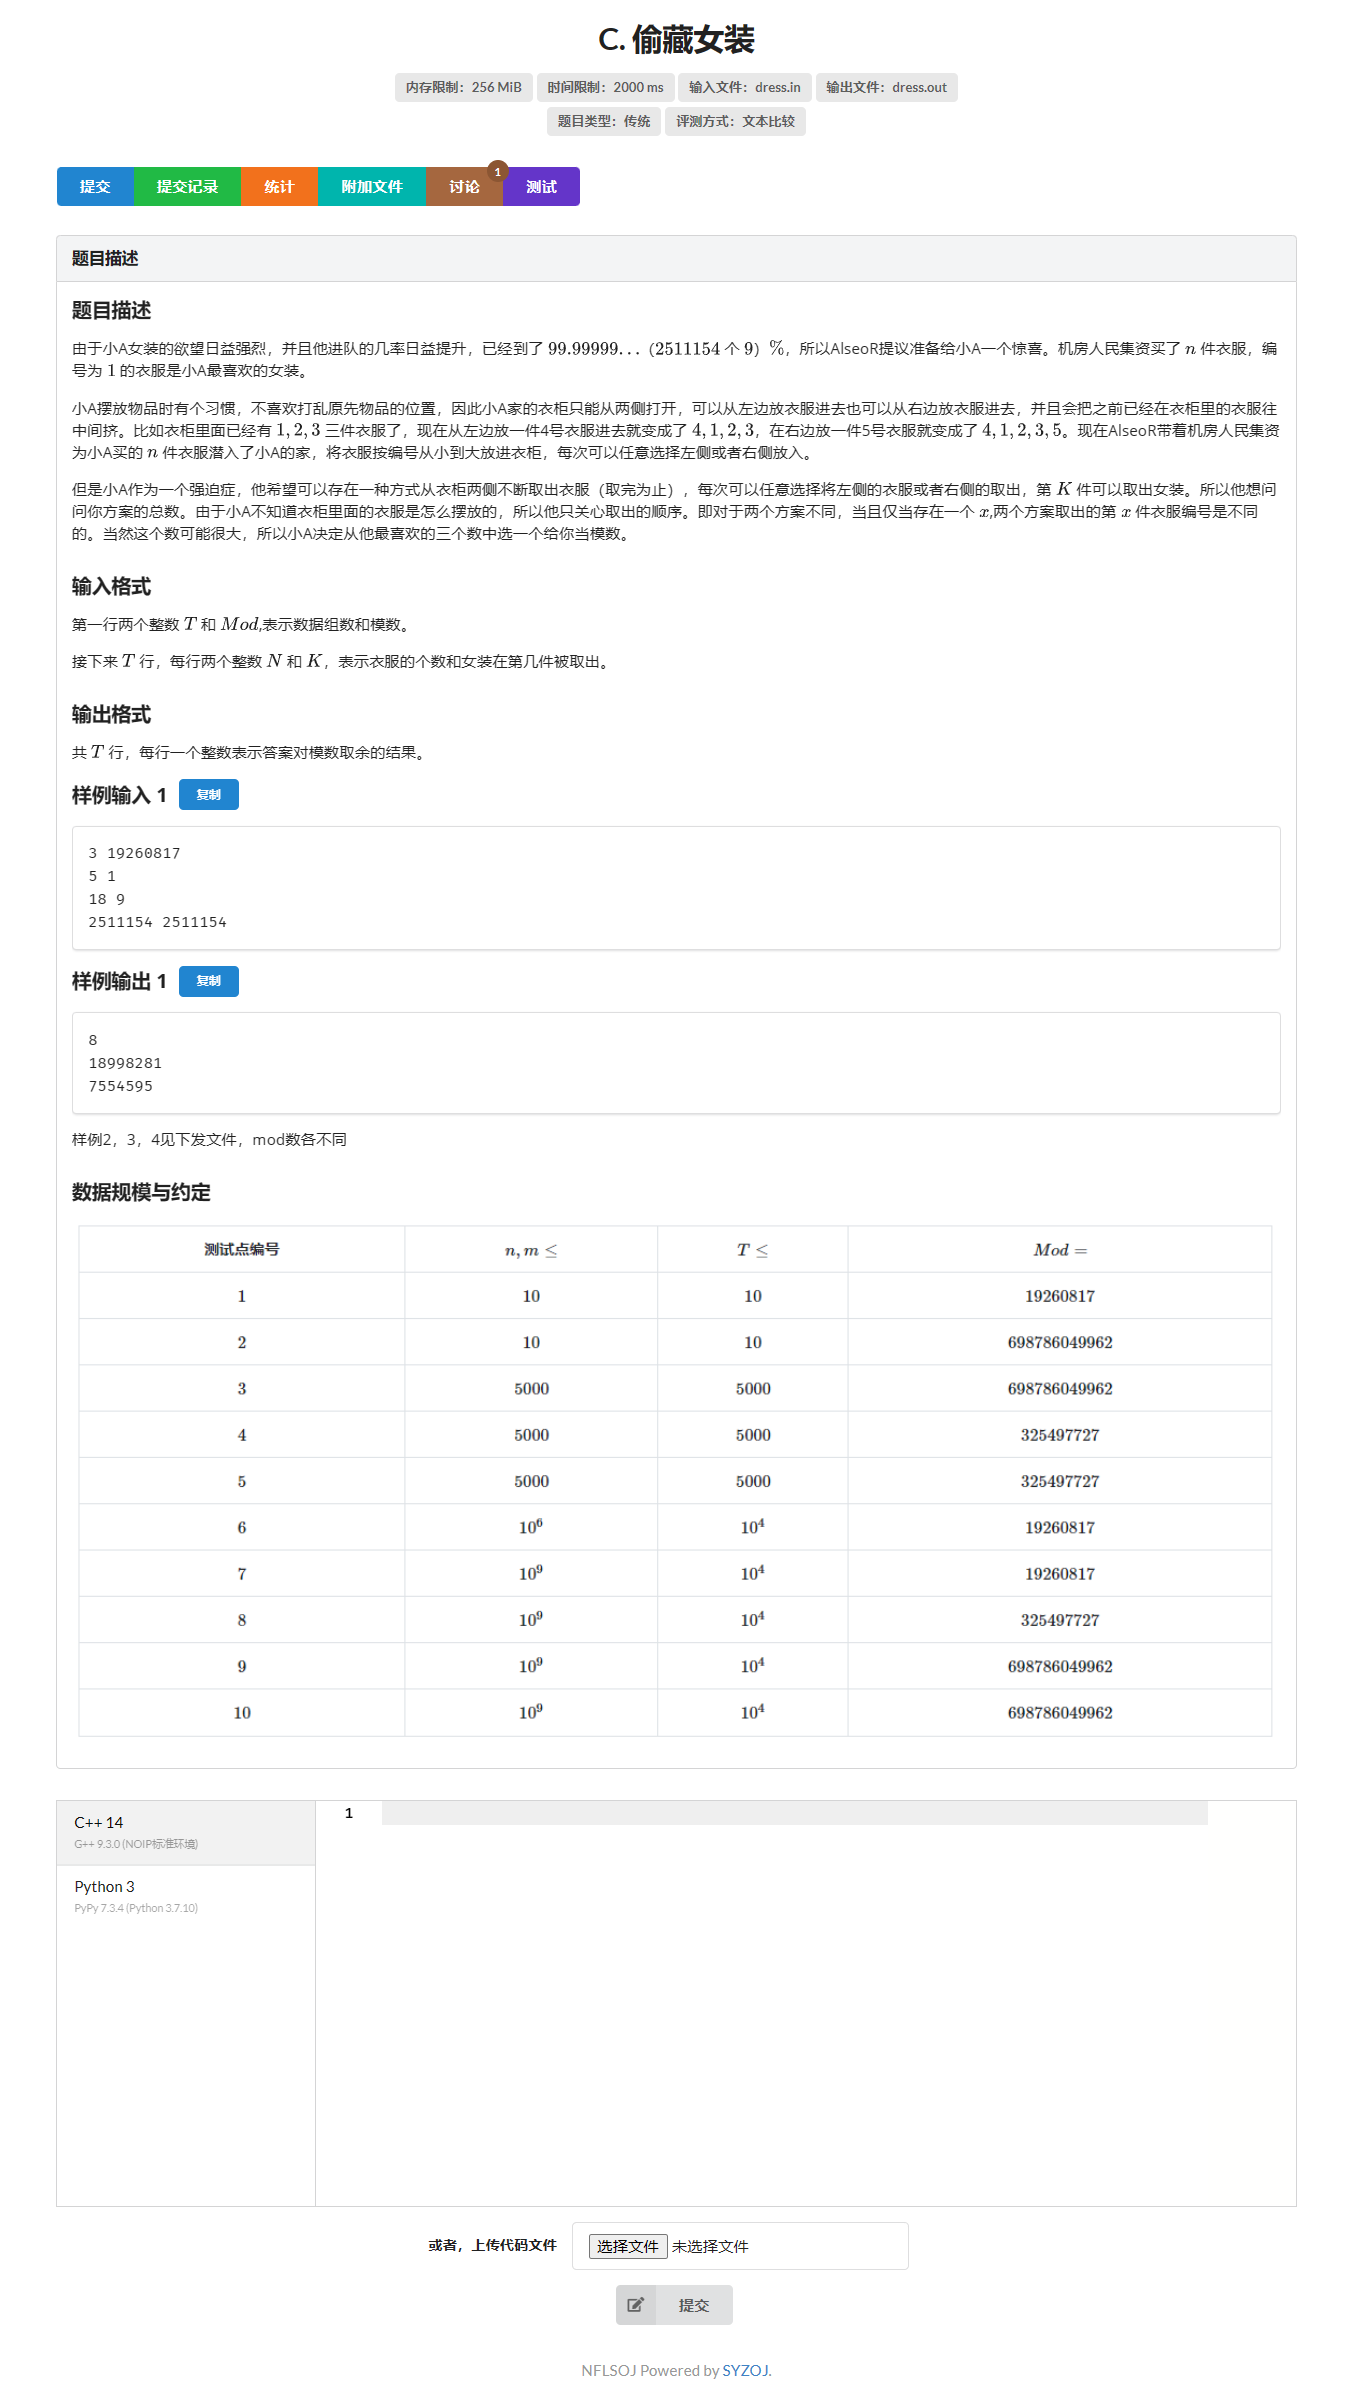 C. 偷藏女装
内存限制：256 MiB 时间限制：2000 ms 输入文件：dress.in 输出文件：dress.out
题目类型：传统 评测方式：文本比较
提交 提交记录 统计 附加文件 讨论 1 测试
题目描述
题目描述
由于小A女装的欲望日益强烈，并且他进队的几率日益提升，已经到了 99.99999...（2511154 个 9）%，所以AlseoR提议准备给小A一个惊喜。机房人民集资买了 n 件衣服，编
号为 1 的衣服是小A最喜欢的女装。
小A摆放物品时有个习惯，不喜欢打乱原先物品的位置，因此小A家的衣柜只能从两侧打开，可以从左边放衣服进去也可以从右边放衣服进去，并且会把之前已经在衣柜里的衣服往
中间挤。比如衣柜里面已经有 1, 2, 3 三件衣服了，现在从左边放一件4号衣服进去就变成了 4, 1, 2, 3，在右边放一件5号衣服就变成了 4, 1, 2, 3, 5。现在AlseoR带着机房人民集资
为小A买的 n 件衣服潜入了小A的家，将衣服按编号从小到大放进衣柜，每次可以任意选择左侧或者右侧放入。
但是小A作为一个强迫症，他希望可以存在一种方式从衣柜两侧不断取出衣服（取完为止），每次可以任意选择将左侧的衣服或者右侧的取出，第 K 件可以取出女装。所以他想问
问你方案的总数。由于小A不知道衣柜里面的衣服是怎么摆放的，所以他只关心取出的顺序。即对于两个方案不同，当且仅当存在一个 x,两个方案取出的第 x 件衣服编号是不同
的。当然这个数可能很大，所以小A决定从他最喜欢的三个数中选一个给你当模数。
输入格式
第一行两个整数 T 和 Mod,表示数据组数和模数。
接下来 T 行，每行两个整数 N 和 K，表示衣服的个数和女装在第几件被取出。
输出格式
共 T 行，每行一个整数表示答案对模数取余的结果。
样例输入 1 复制
3 19260817
5 1
18 9
2511154 2511154
样例输出 1 复制
8
18998281
7554595
样例2，3，4见下发文件，mod数各不同
数据规模与约定
测试点编号 n, m ≤ T ≤ Mod =
1 10 10 19260817
2 10 10 698786049962
3 5000 5000 698786049962
4 5000 5000 325497727
5 5000 5000 325497727
6 10^6 10^4 19260817
7 10^9 10^4 19260817
8 10^9 10^4 325497727
9 10^9 10^4 698786049962
10 10^9 10^4 698786049962
C++ 14
G++ 9.3.0 (NOIP标准环境)
Python 3
PyPy 7.3.4 (Python 3.7.10)
1
或者，上传代码文件 选择文件 未选择文件
提交
NFLSOJ Powered by SYZOJ.